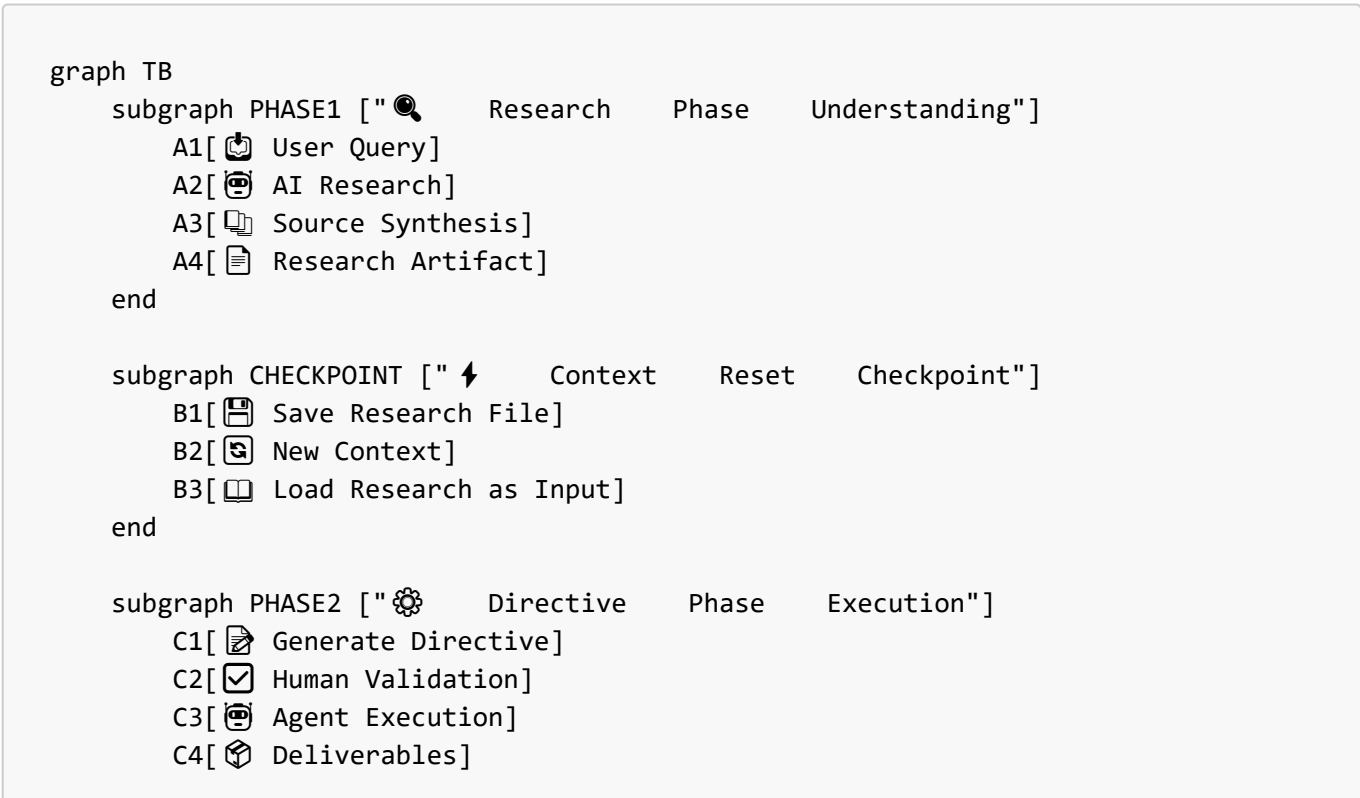 graph TB
    subgraph PHASE1 ["🔍    Research    Phase    Understanding"]
        A1[📥 User Query]
        A2[🤖 AI Research]
        A3[📚 Source Synthesis]
        A4[📄 Research Artifact]
    end
    subgraph CHECKPOINT ["⚡    Context    Reset    Checkpoint"]
        B1[💾 Save Research File]
        B2[🔄 New Context]
        B3[📖 Load Research as Input]
    end
    subgraph PHASE2 ["⚙️    Directive    Phase    Execution"]
        C1[📝 Generate Directive]
        C2[✅ Human Validation]
        C3[🤖 Agent Execution]
        C4[📦 Deliverables]